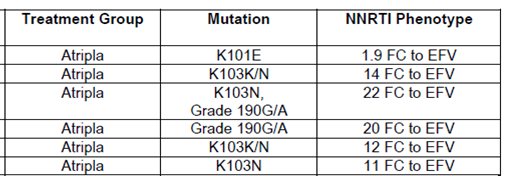 Treatment Group Mutation NNRTI Phenotype
Atripla K101E 1.9 FC to EFV
Atripla K103K/N 14 FC to EFV
Atripla K103N, 22 FC to EFV
Grade 190G/A
Atripla Grade 190G/A 20 FC to EFV
Atripla K103K/N 12 FC to EFV
Atripla K103N 11 FC to EFV